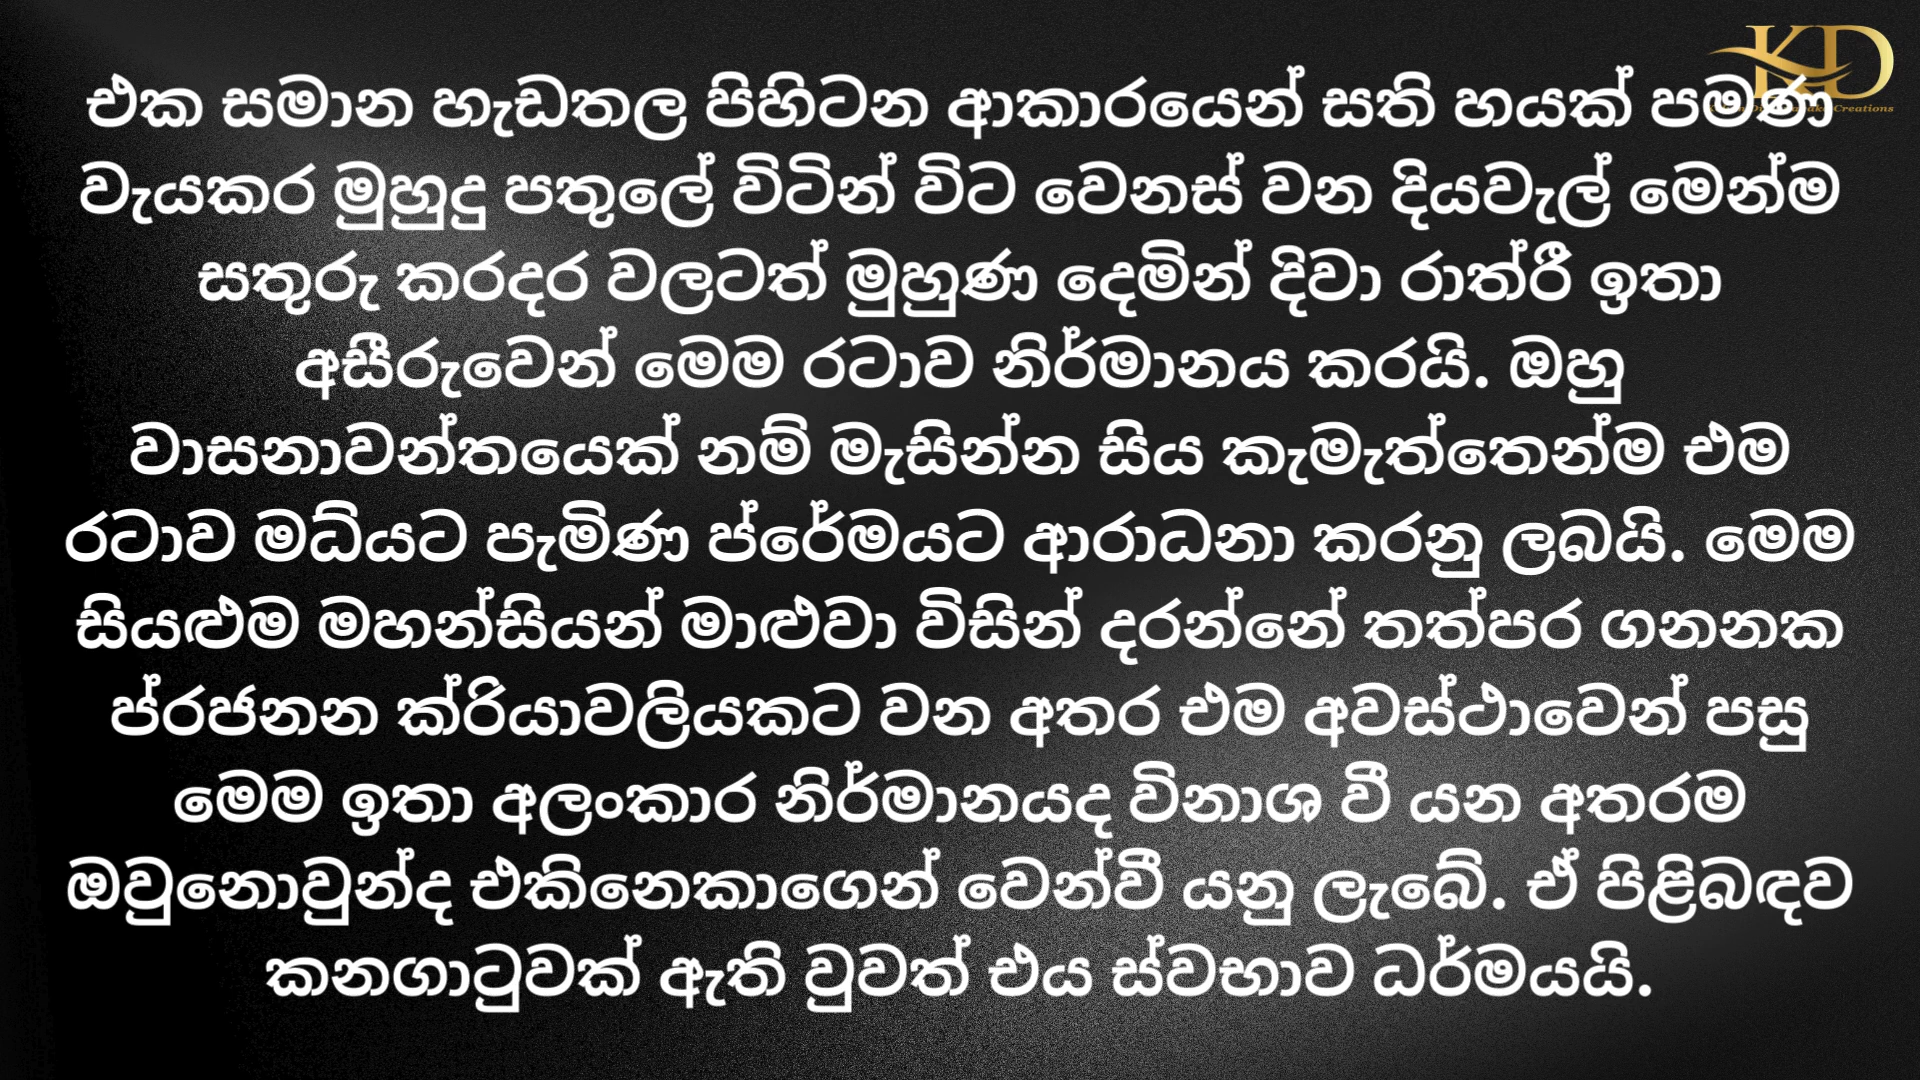 එක සමාන හැඩතල පිහිටන ආකාරයෙන් සති හයක් පමණ
වැයකර මුහුදු පතුලේ විටින් විට වෙනස් වන දියවැල් මෙන්ම
සතුරු කරදර වලටත් මුහුණ දෙමින් දිවා රාත්රී ඉතා
අසීරුවෙන් මෙම රටාව නිර්මානය කරයි. ඔහු
වාසනාවන්තයෙක් නම් මැසින්න සිය කැමැත්තෙන්ම එම
රටාව මධ්යට පැමිණ ප්රේමයට ආරාධනා කරනු ලබයි. මෙම
සියළුම මහන්සියන් මාළුවා විසින් දරන්නේ තත්පර ගනනක
ප්රජනන ක්රියාවලියකට වන අතර එම අවස්ථාවෙන් පසු
මෙම ඉතා අලංකාර නිර්මානයද විනාශ වී යන අතරම
ඔවුනොවුන්ද එකිනෙකාගෙන් වෙන්වී යනු ලැබේ. ඒ පිළිබඳව
කනගාටුවක් ඇති වුවත් එය ස්වභාව ධර්මයයි.
KD
Creations